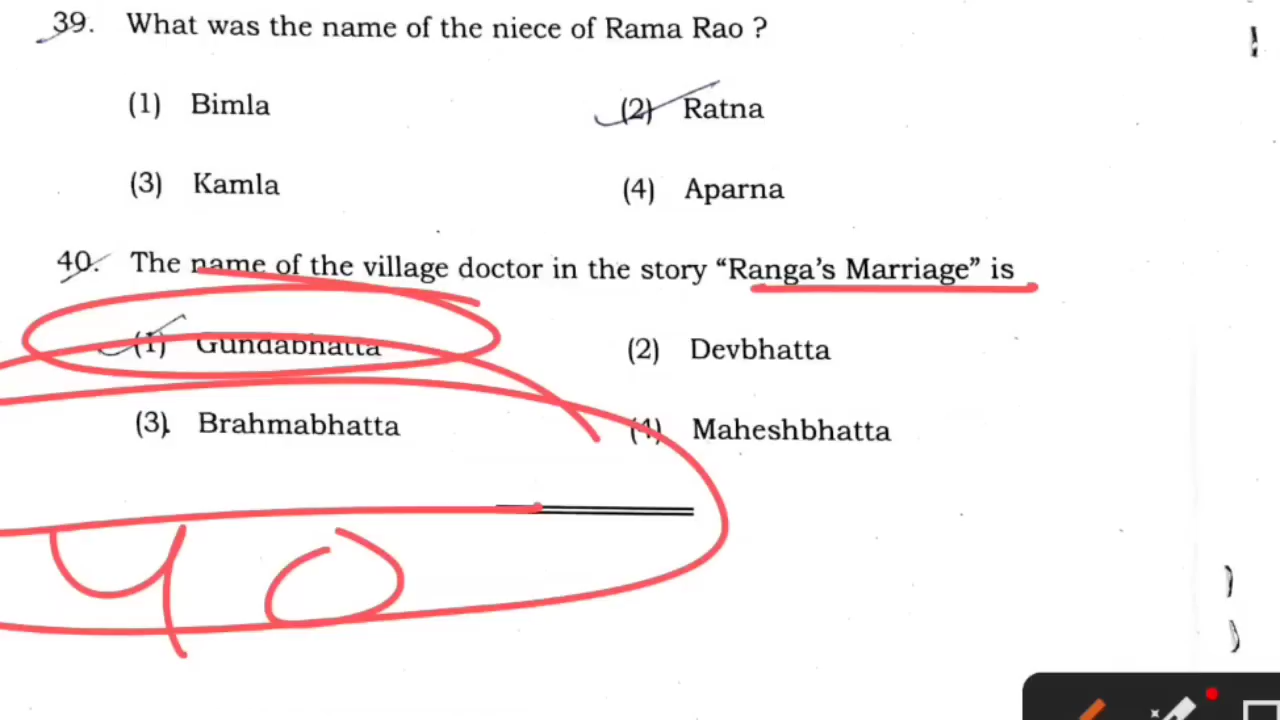 39. What was the name of the niece of Rama Rao ?
(1) Bimla
(2) Ratna
(3) Kamla
(4) Aparna
40. The name of the village doctor in the story “Ranga’s Marriage” is
(1) Gundabhatta
(2) Devbhatta
(3) Brahmabhatta
(4) Maheshbhatta
40